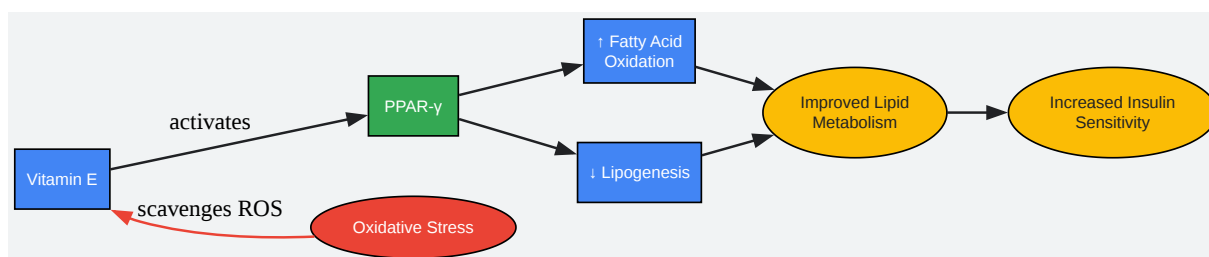 ↑ Fatty Acid
Oxidation
PPAR-γ
Improved Lipid
Metabolism
Increased Insulin
Sensitivity
activates
↓ Lipogenesis
Vitamin E
scavenges ROS
Oxidative Stress